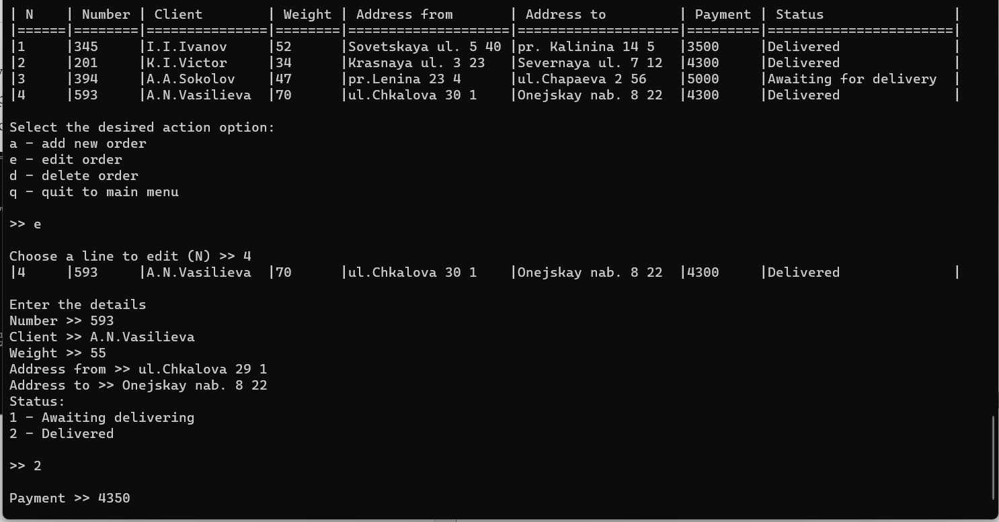 | N    | Number | Client        | Weight | Address from       | Address to         | Payment | Status                |
|======|========|===============|========|====================|====================|=========|=======================|
|1     |345     |I.I.Ivanov     |52      |Sovetskaya ul. 5 40 |pr. Kalinina 14 5   |3500     |Delivered              |
|2     |201     |K.I.Victor     |34      |Krasnaya ul. 3 23   |Severnaya ul. 7 12  |4300     |Delivered              |
|3     |394     |A.A.Sokolov    |47      |pr.Lenina 23 4      |ul.Chapaeva 2 56    |5000     |Awaiting for delivery  |
|4     |593     |A.N.Vasilieva  |70      |ul.Chkalova 30 1    |Onejskay nab. 8 22  |4300     |Delivered              |
Select the desired action option:
a - add new order
e - edit order
d - delete order
q - quit to main menu
>> e
Choose a line to edit (N) >> 4
|4     |593     |A.N.Vasilieva  |70      |ul.Chkalova 30 1    |Onejskay nab. 8 22  |4300     |Delivered              |
Enter the details
Number >> 593
Client >> A.N.Vasilieva
Weight >> 55
Address from >> ul.Chkalova 29 1
Address to >> Onejskay nab. 8 22
Status:
1 - Awaiting delivering
2 - Delivered
>> 2
Payment >> 4350